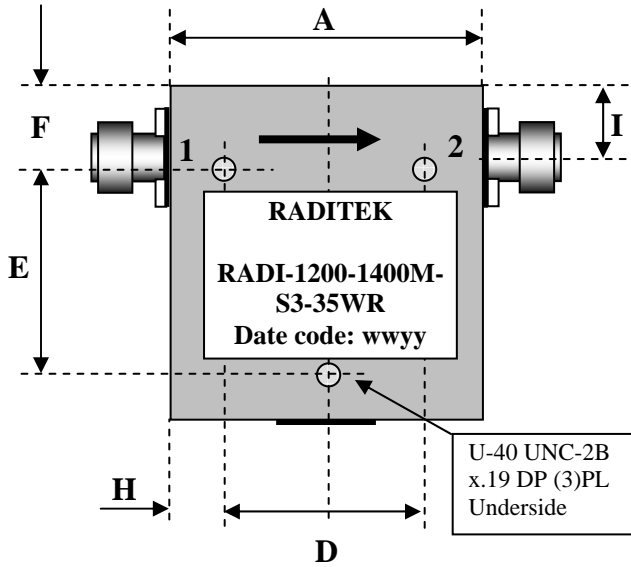 A
F
I
1
2
RADITEK
E
RADI-1200-1400M-
S3-35WR
Date code: wwyy
U-40 UNC-2B
x.19 DP (3)PL
Underside
H
D